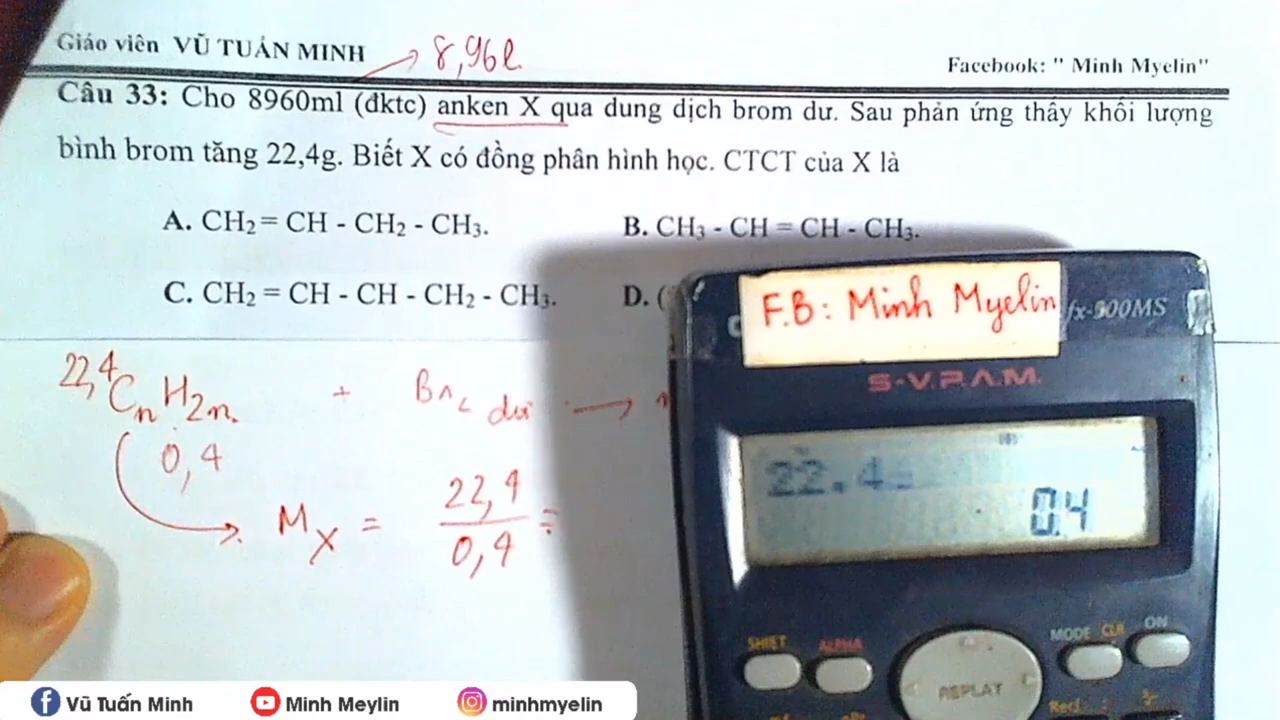 Giáo viên VŨ TUẤN MINH
8,96l
Facebook: " Minh Myelin"
Câu 33: Cho 8960ml (đktc) anken X qua dung dịch brom dư. Sau phản ứng thấy khối lượng
bình brom tăng 22,4g. Biết X có đồng phân hình học. CTCT của X là
A. CH2 = CH - CH2 - CH3. B. CH3 - CH = CH - CH3.
C. CH2 = CH - CH - CH2 - CH3. D. (
F.B: Minh Myelin
fx-500MS
S-V.P.A.M.
22,4
CnH2n + Br2 dư →
0,4
MX = 22,4 / 0,4 =
22.4
0.4
SHIFT ALPHA MODE CLR ON
REPLAY
Vũ Tuấn Minh Minh Meylin minhmyelin